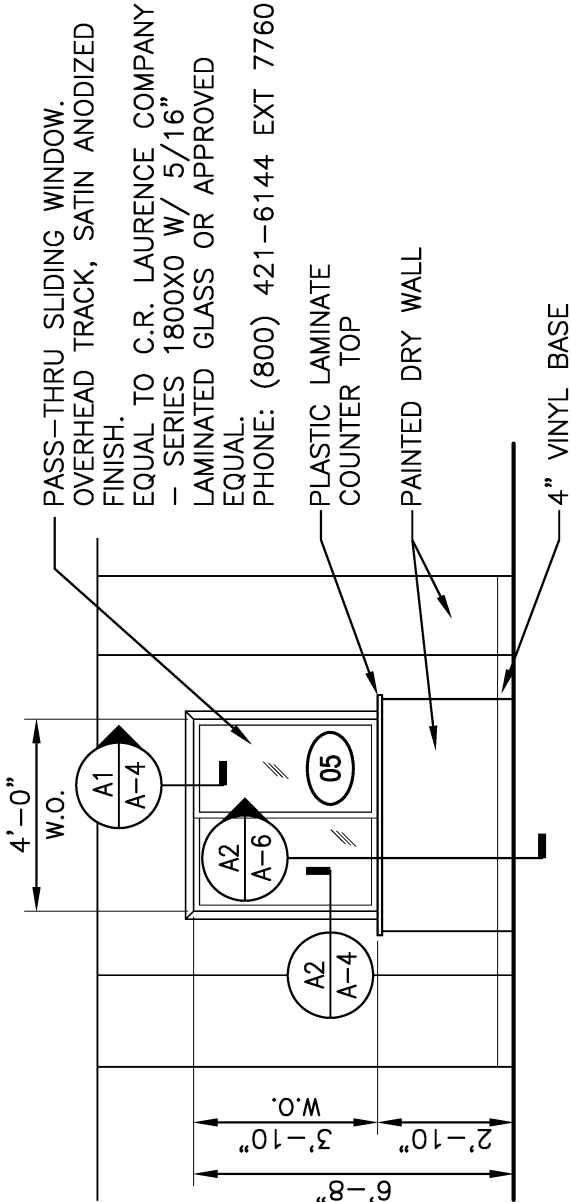 PASS-THRU SLIDING WINDOW.
OVERHEAD TRACK, SATIN ANODIZED
FINISH.
EQUAL TO C.R. LAURENCE COMPANY
- SERIES 1800XO W/ 5/16"
LAMINATED GLASS OR APPROVED
EQUAL.
PHONE: (800) 421-6144 EXT 7760
PLASTIC LAMINATE
COUNTER TOP
PAINTED DRY WALL
4" VINYL BASE
4'-0"
W.O.
A1
A-4
05
A2
A-6
A2
A-4
3'-10"
W.O.
2'-10"
6'-8"